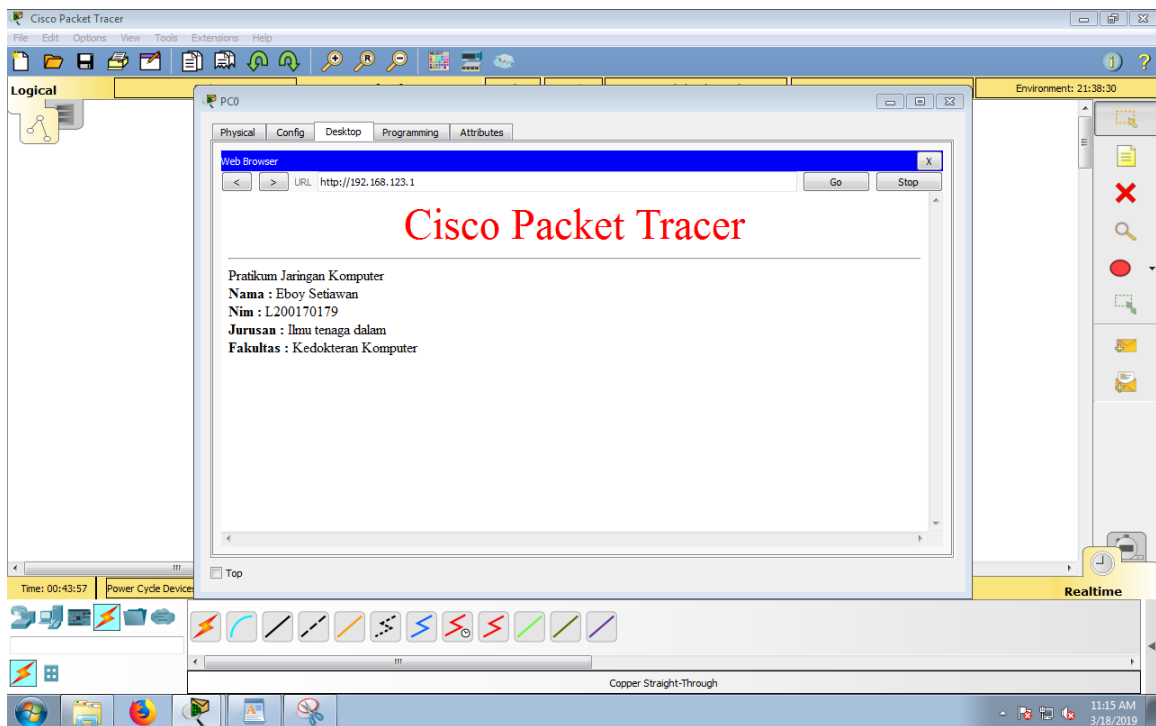 Cisco Packet Tracer
File Edit Options View Tools Extensions Help
Logical
Environment: 21:38:30
PC0
Physical Config Desktop Programming Attributes
Web Browser
X
< > URL http://192.168.123.1 Go Stop
Cisco Packet Tracer
Pratikum Jaringan Komputer
Nama : Eboy Setiawan
Nim : L200170179
Jurusan : Ilmu tenaga dalam
Fakultas : Kedokteran Komputer
Top
Time: 00:43:57 Power Cycle Devices
Realtime
Copper Straight-Through
11:15 AM
3/18/2019